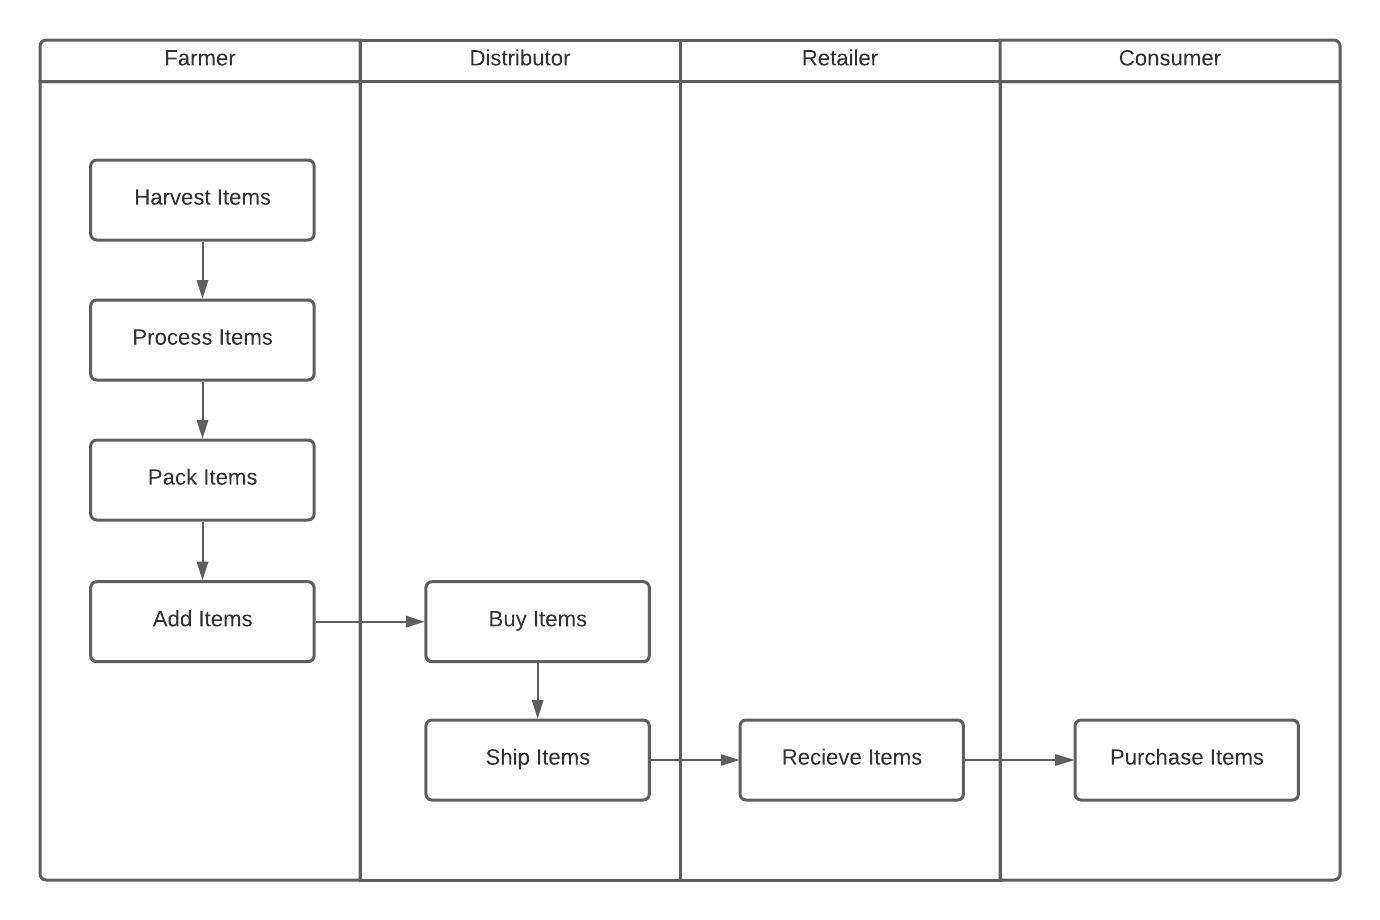 Farmer
Distributor
Retailer
Consumer
Harvest Items
Process Items
Pack Items
Add Items
Buy Items
Ship Items
Recieve Items
Purchase Items